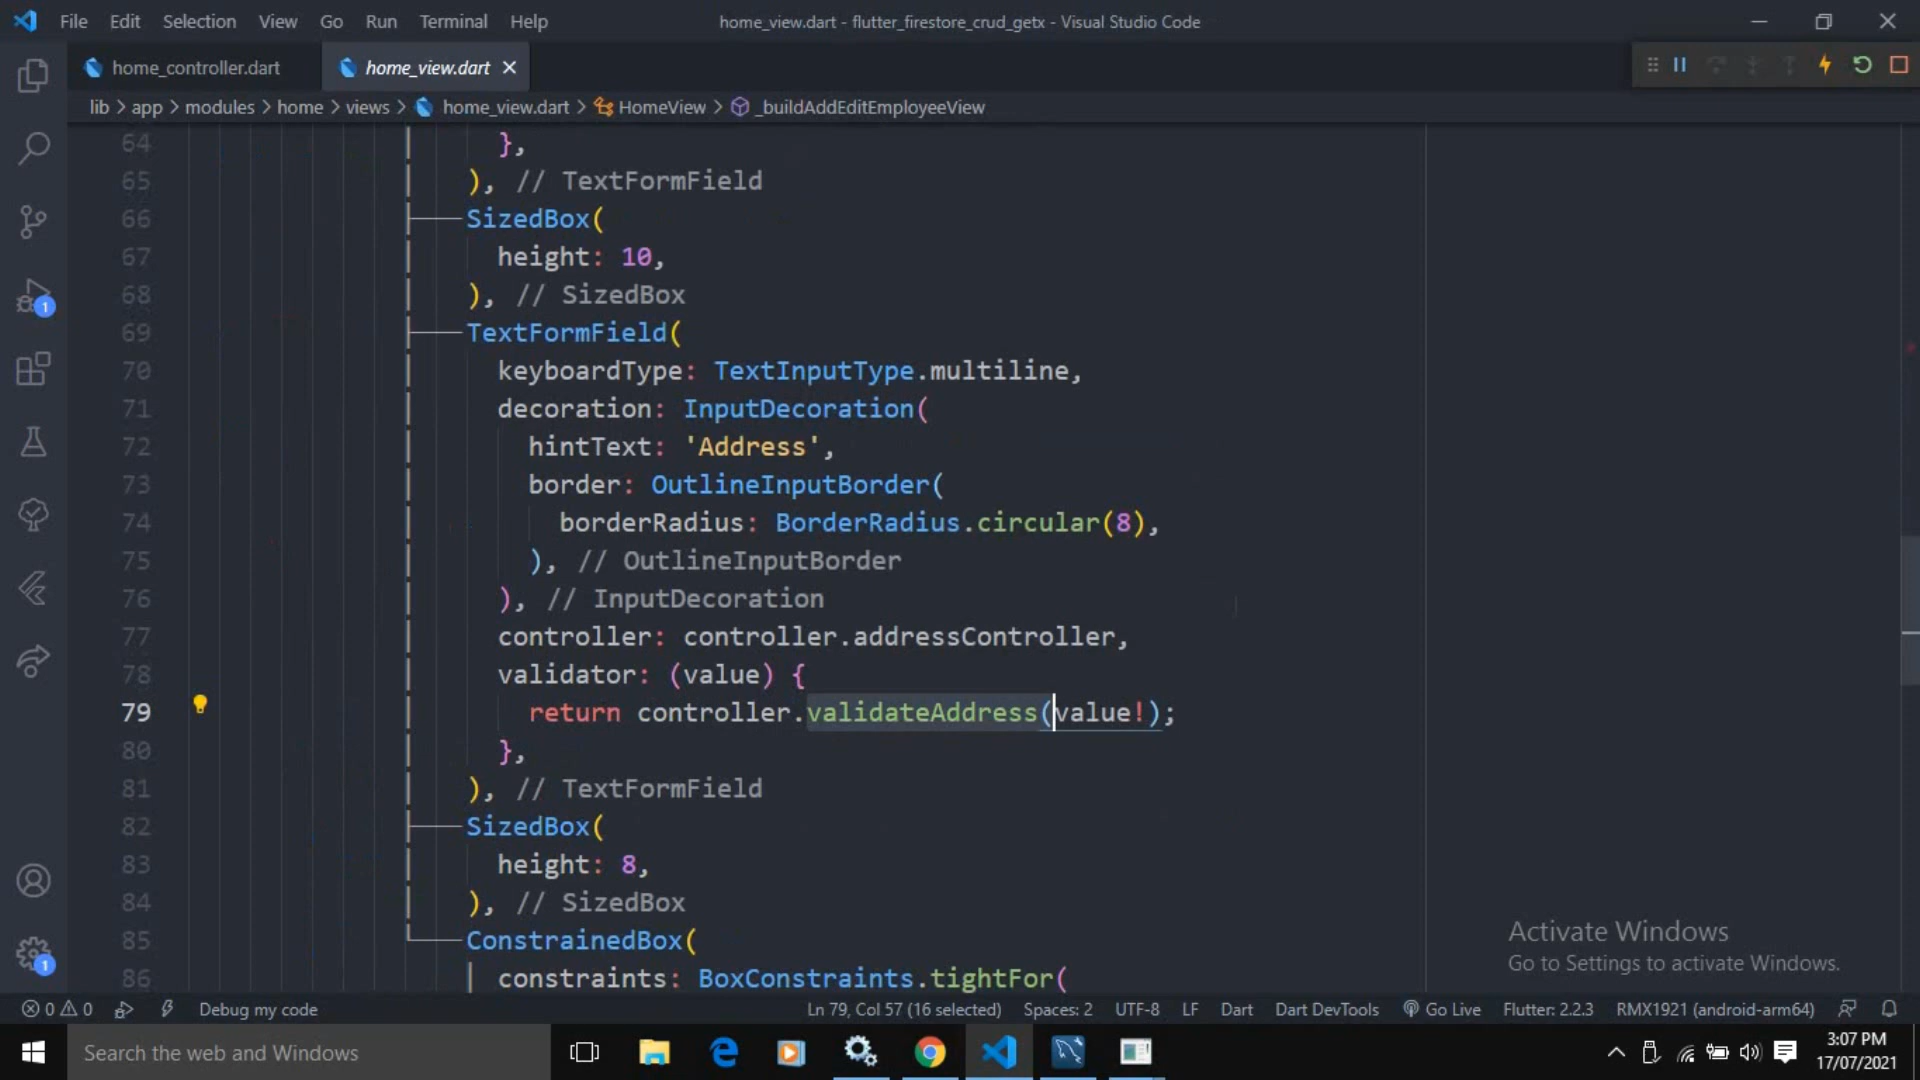 File Edit Selection View Go Run Terminal Help home_view.dart - flutter_firestore_crud_getx - Visual Studio Code
home_controller.dart home_view.dart
lib > app > modules > home > views > home_view.dart > HomeView > _buildAddEditEmployeeView
64 },
65 ), // TextFormField
66 SizedBox(
67 height: 10,
68 ), // SizedBox
69 TextFormField(
70 keyboardType: TextInputType.multiline,
71 decoration: InputDecoration(
72 hintText: 'Address',
73 border: OutlineInputBorder(
74 borderRadius: BorderRadius.circular(8),
75 ), // OutlineInputBorder
76 ), // InputDecoration
77 controller: controller.addressController,
78 validator: (value) {
79 return controller.validateAddress(value!);
80 },
81 ), // TextFormField
82 SizedBox(
83 height: 8,
84 ), // SizedBox
85 ConstrainedBox(
86 constraints: BoxConstraints.tightFor(
1
1
Activate Windows
Go to Settings to activate Windows.
0 0 Debug my code Ln 79, Col 57 (16 selected) Spaces: 2 UTF-8 LF Dart Dart DevTools Go Live Flutter: 2.2.3 RMX1921 (android-arm64)
Search the web and Windows
3:07 PM
17/07/2021